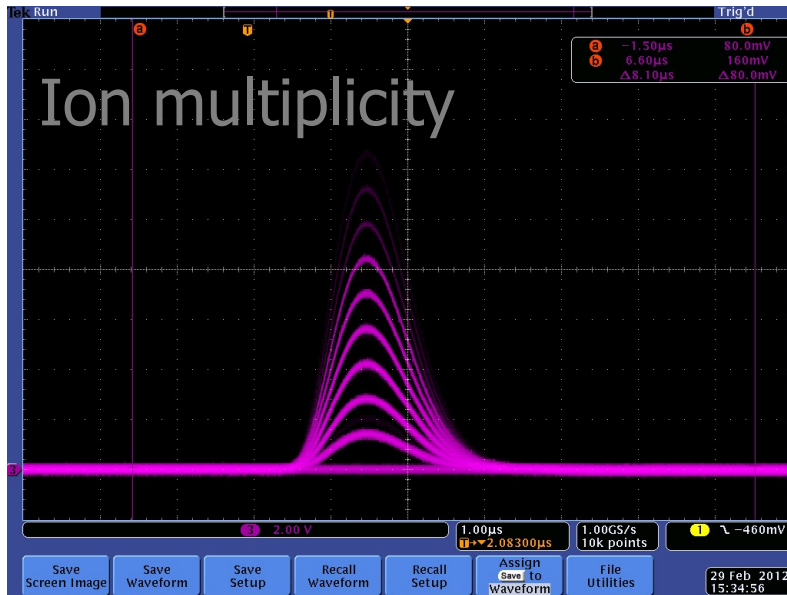 Tek Run Trig'd
T
a b
a −1.50µs 80.0mV
b 6.60µs 160mV
Δ8.10µs Δ80.0mV
Ion multiplicity
3
3 2.00 V
1.00µs
T→▼2.08300µs
1.00GS/s
10k points
1 -460mV
Save
Screen Image
Save
Waveform
Save
Setup
Recall
Waveform
Recall
Setup
Assign
Save to
Waveform
File
Utilities
29 Feb 2012
15:34:56